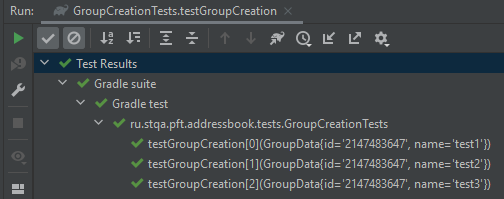 Run: GroupCreationTests.testGroupCreation
Test Results
Gradle suite
Gradle test
ru.stqa.pft.addressbook.tests.GroupCreationTests
testGroupCreation[0](GroupData{id='2147483647', name='test1'})
testGroupCreation[1](GroupData{id='2147483647', name='test2'})
testGroupCreation[2](GroupData{id='2147483647', name='test3'})